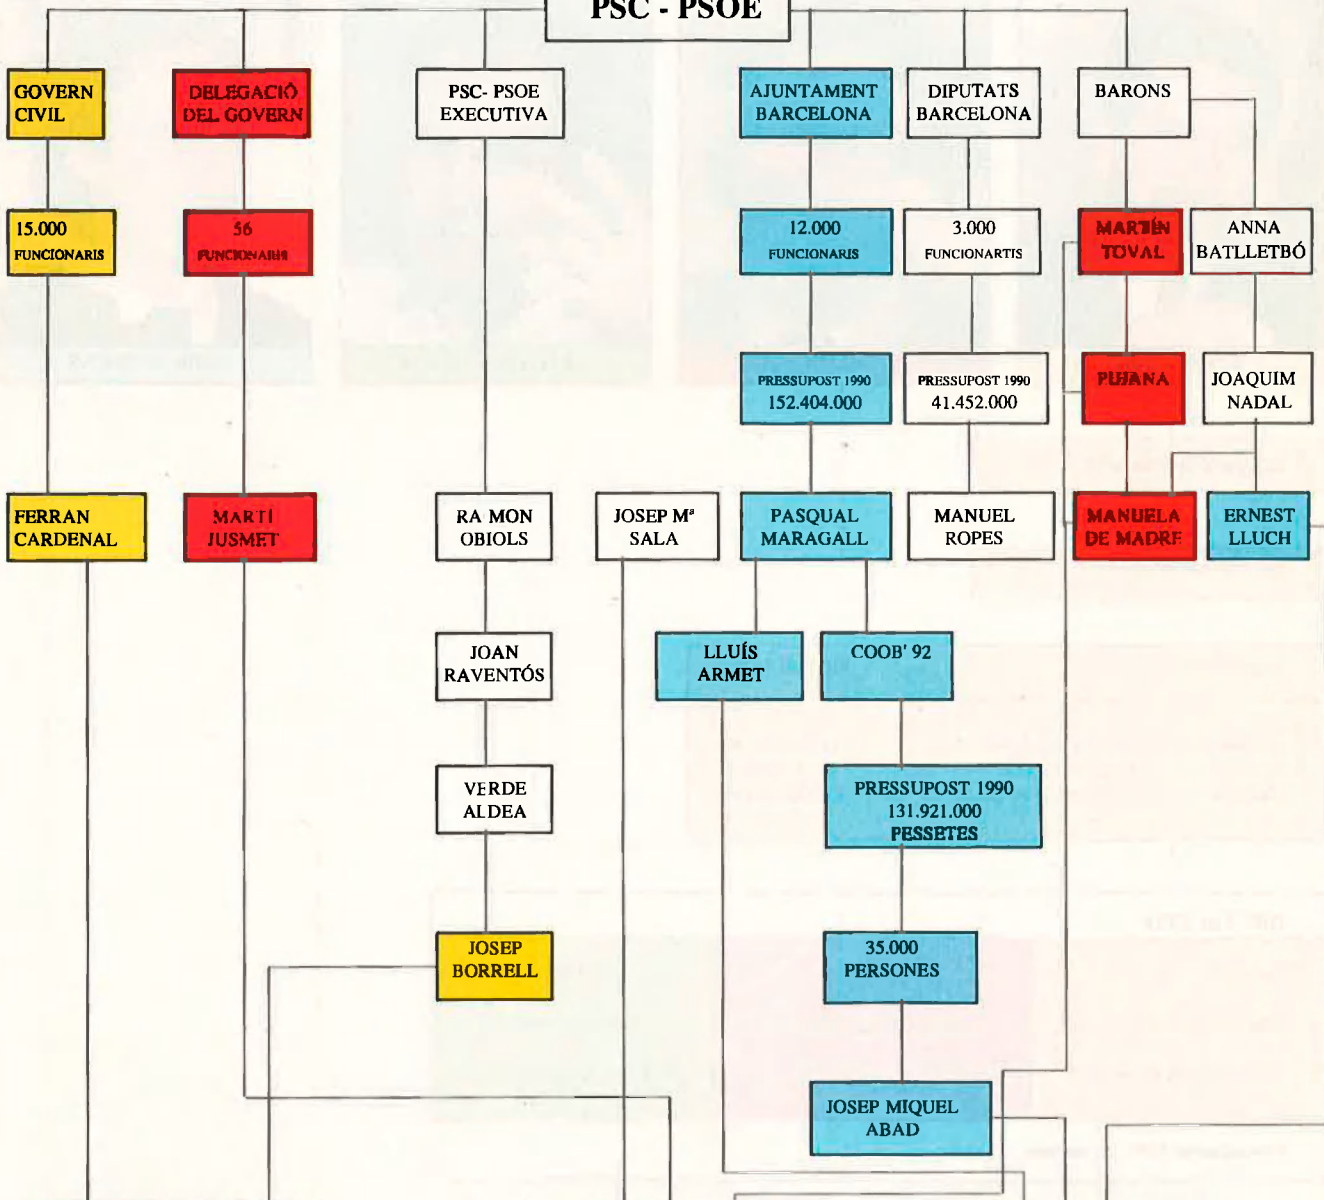 PSC - PSOE
GOVERN
CIVIL
DELEGACIÓ
DEL GOVERN
PSC- PSOE
EXECUTIVA
AJUNTAMENT
BARCELONA
DIPUTATS
BARCELONA
BARONS
15.000
FUNCIONARIS
56
FUNCIONARIS
12.000
FUNCIONARIS
3.000
FUNCIONARTIS
MARTÍN
TOVAL
ANNA
BATLLETBÓ
PRESSUPOST 1990
152.404.000
PRESSUPOST 1990
41.452.000
PUJANA
JOAQUIM
NADAL
FERRAN
CARDENAL
MARTI
JUSMET
RA MON
OBIOLS
JOSEP Mª
SALA
PASQUAL
MARAGALL
MANUEL
ROPES
MANUELA
DE MADRE
ERNEST
LLUCH
JOAN
RAVENTÓS
LLUÍS
ARMET
COOB' 92
VERDE
ALDEA
PRESSUPOST 1990
131.921.000
PESSETES
JOSEP
BORRELL
35.000
PERSONES
JOSEP MIQUEL
ABAD